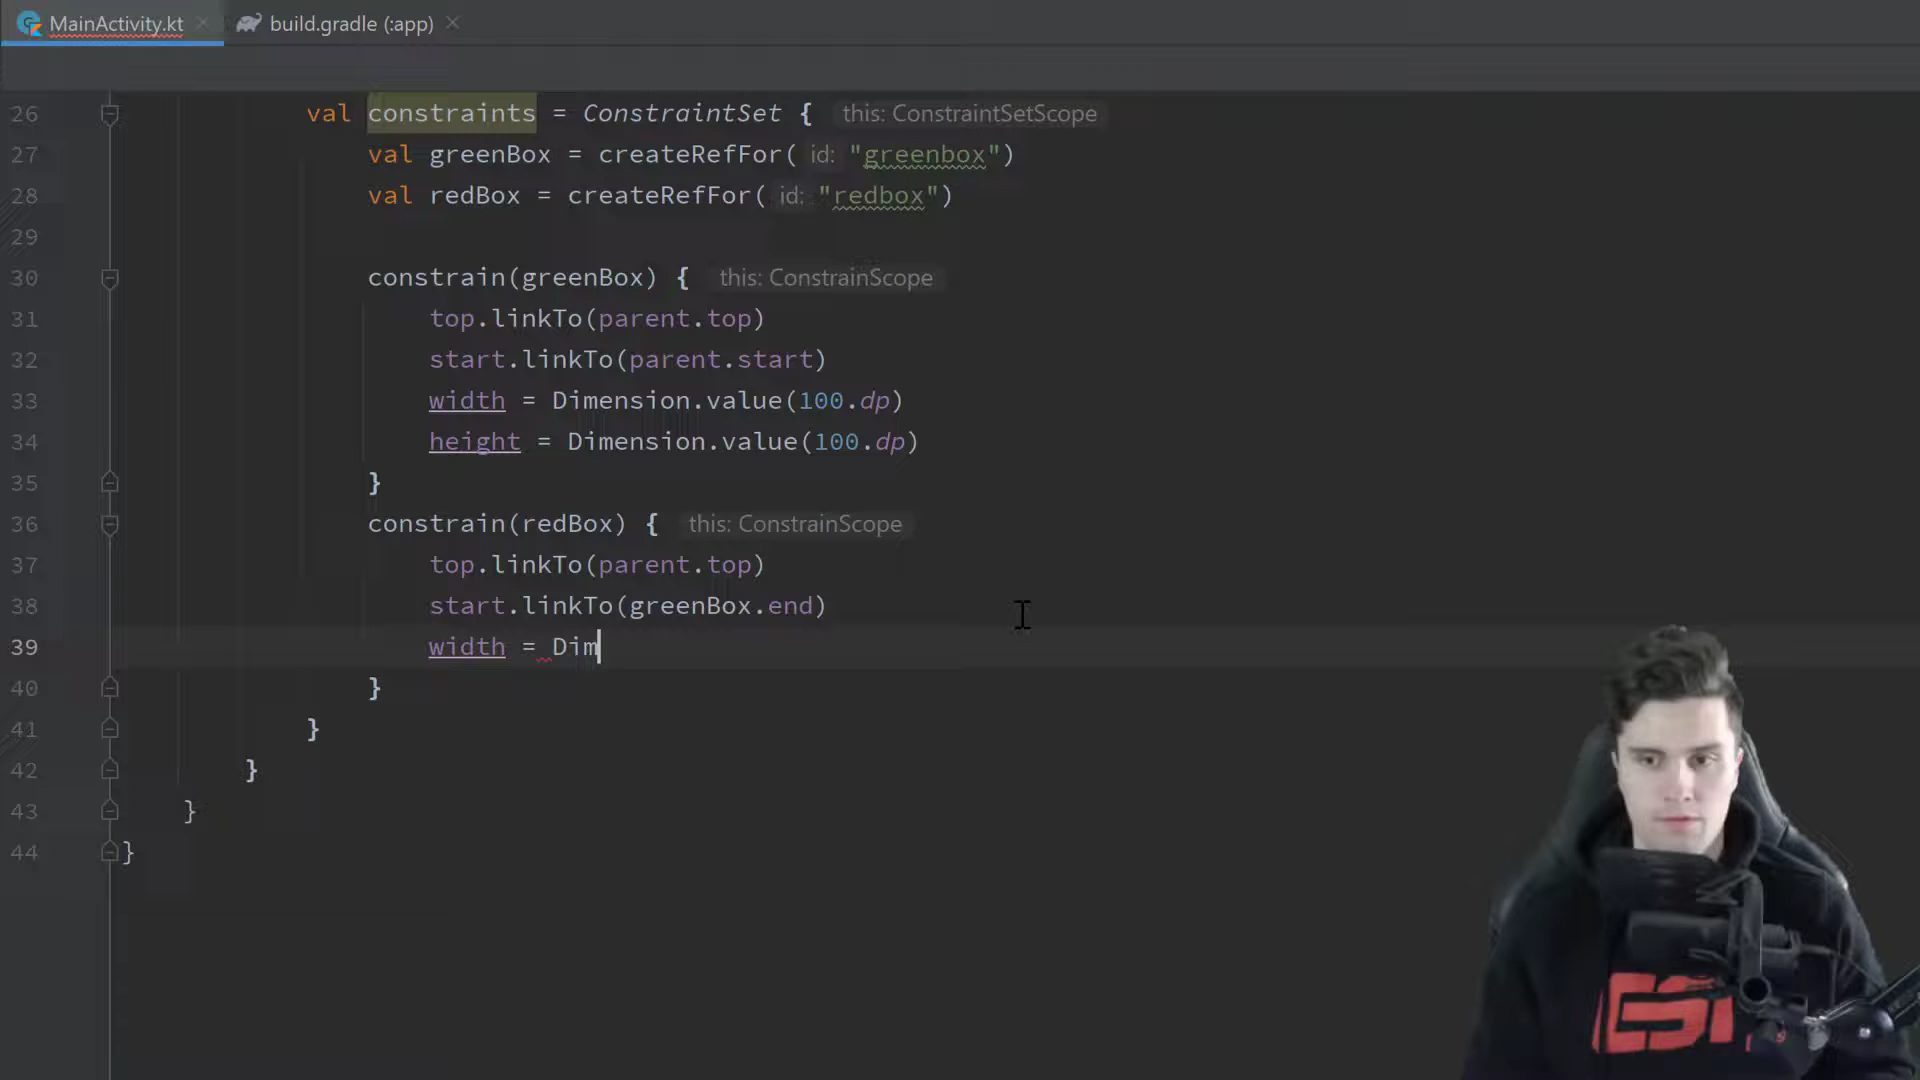 MainActivity.kt
build.gradle (:app)
26 val constraints = ConstraintSet { this: ConstraintSetScope
27 val greenBox = createRefFor( id: "greenbox")
28 val redBox = createRefFor( id: "redbox")
29
30 constrain(greenBox) { this: ConstrainScope
31 top.linkTo(parent.top)
32 start.linkTo(parent.start)
33 width = Dimension.value(100.dp)
34 height = Dimension.value(100.dp)
35 }
36 constrain(redBox) { this: ConstrainScope
37 top.linkTo(parent.top)
38 start.linkTo(greenBox.end)
39 width = Dim
40 }
41 }
42 }
43 }
44 }